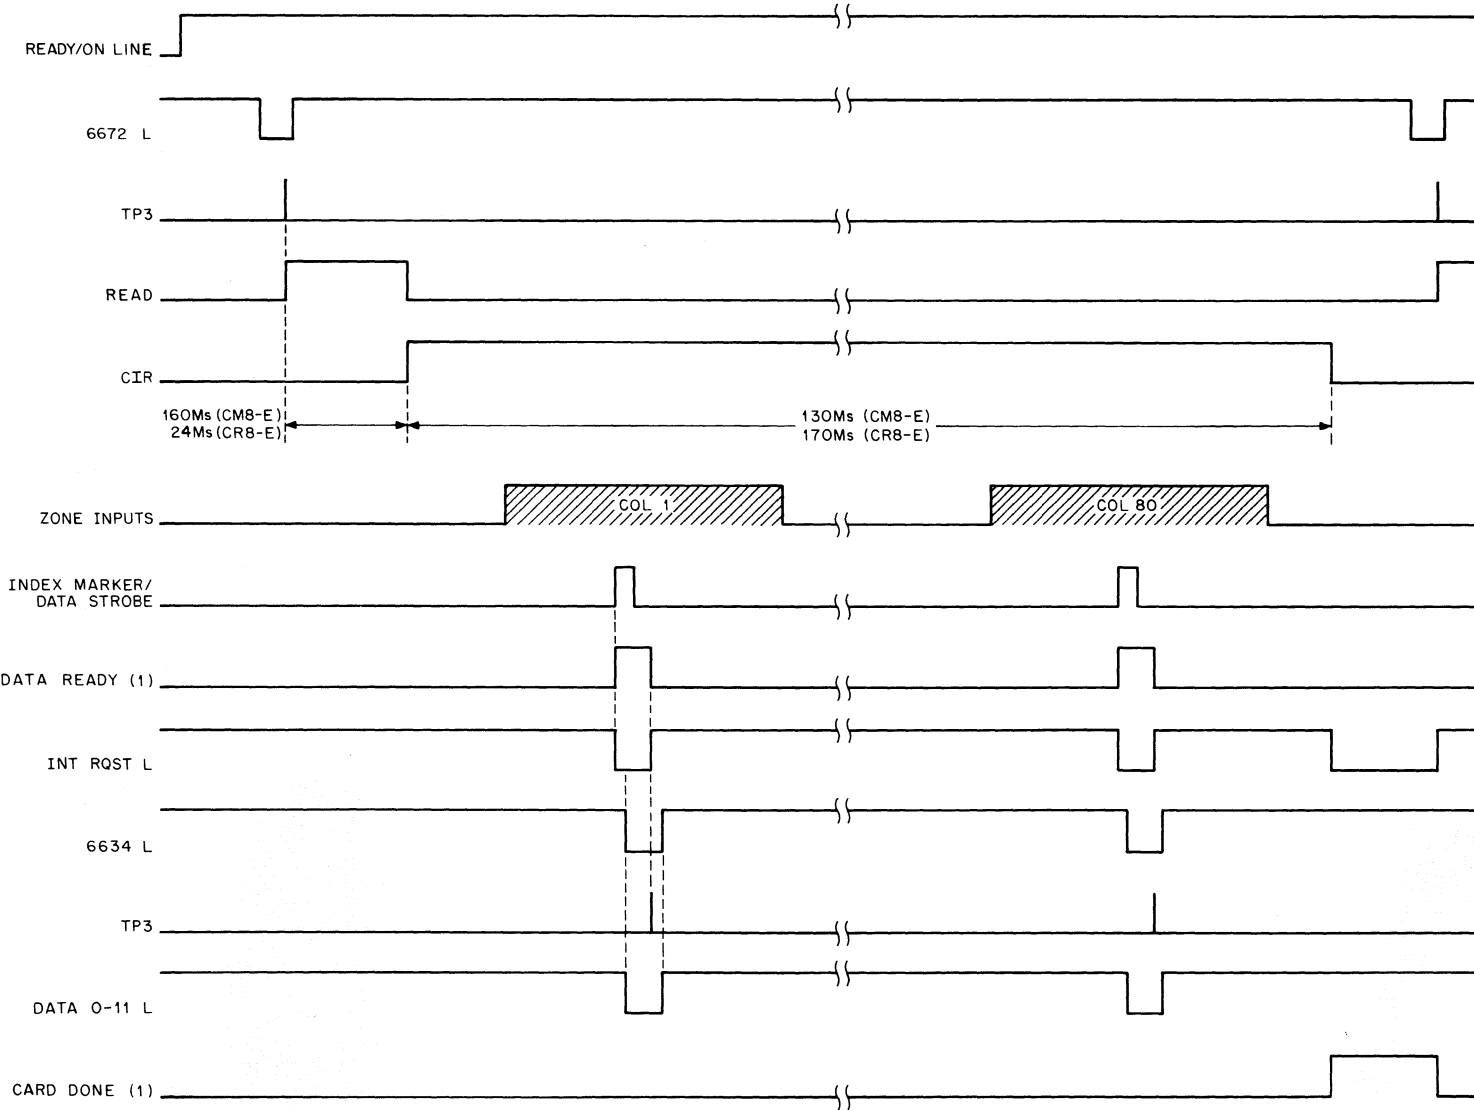 READY/ON LINE
6672 L
TP3
READ
CIR
160Ms (CM8-E)
24Ms (CR8-E)
130Ms (CM8-E)
170Ms (CR8-E)
ZONE INPUTS
COL 1
COL 80
INDEX MARKER/
DATA STROBE
DATA READY (1)
INT RQST L
6634 L
TP3
DATA 0-11 L
CARD DONE (1)